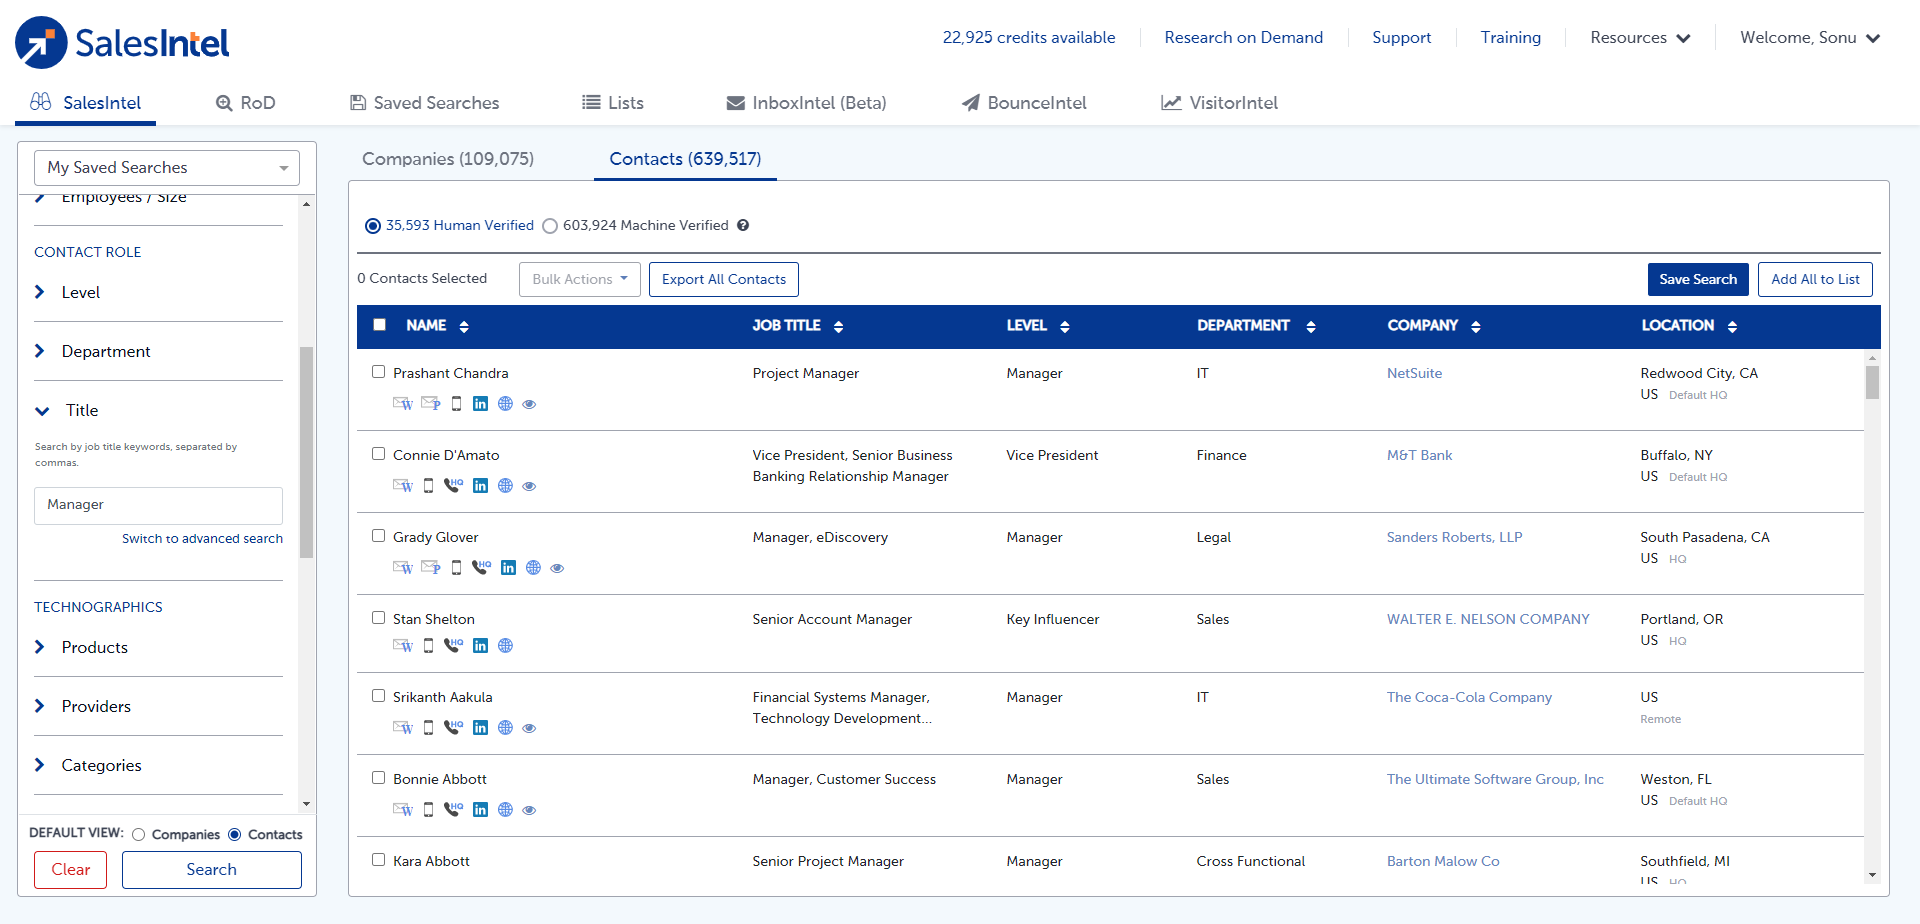 SalesIntel
22,925 credits available
Research on Demand
Support
Training
Resources
Welcome, Sonu
SalesIntel
RoD
Saved Searches
Lists
InboxIntel (Beta)
BounceIntel
VisitorIntel
My Saved Searches
Employees / Size
CONTACT ROLE
Level
Department
Title
Search by job title keywords, separated by
commas.
Manager
Switch to advanced search
TECHNOGRAPHICS
Products
Providers
Categories
DEFAULT VIEW: Companies Contacts
Clear
Search
Companies (109,075)
Contacts (639,517)
35,593 Human Verified
603,924 Machine Verified
0 Contacts Selected
Bulk Actions
Export All Contacts
Save Search
Add All to List
NAME JOB TITLE LEVEL DEPARTMENT COMPANY LOCATION
Prashant Chandra Project Manager Manager IT NetSuite Redwood City, CA
US Default HQ
Connie D'Amato Vice President, Senior Business Vice President Finance M&T Bank Buffalo, NY
Banking Relationship Manager US Default HQ
Grady Glover Manager, eDiscovery Manager Legal Sanders Roberts, LLP South Pasadena, CA
US HQ
Stan Shelton Senior Account Manager Key Influencer Sales WALTER E. NELSON COMPANY Portland, OR
US HQ
Srikanth Aakula Financial Systems Manager, Manager IT The Coca-Cola Company US
Technology Development... Remote
Bonnie Abbott Manager, Customer Success Manager Sales The Ultimate Software Group, Inc Weston, FL
US Default HQ
Kara Abbott Senior Project Manager Manager Cross Functional Barton Malow Co Southfield, MI
US HQ